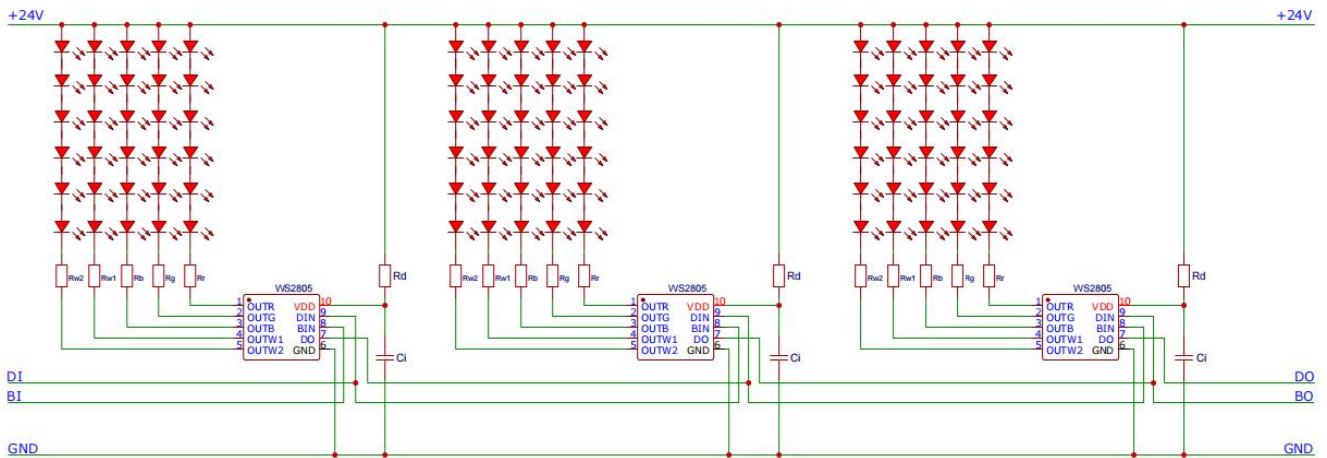 +24V +24V
Rw2 Rw1 Rb Rg Rr Rd Rw2 Rw1 Rb Rg Rr Rd Rw2 Rw1 Rb Rg Rr Rd
WS2805 WS2805 WS2805
1 OUTR VDD 10 1 OUTR VDD 10 1 OUTR VDD 10
2 OUTG DIN 9 2 OUTG DIN 9 2 OUTG DIN 9
3 OUTB BIN 8 3 OUTB BIN 8 3 OUTB BIN 8
4 OUTW1 DO 7 4 OUTW1 DO 7 4 OUTW1 DO 7
5 OUTW2 GND 6 5 OUTW2 GND 6 5 OUTW2 GND 6
Ci Ci Ci
DI DO
BI BO
GND GND